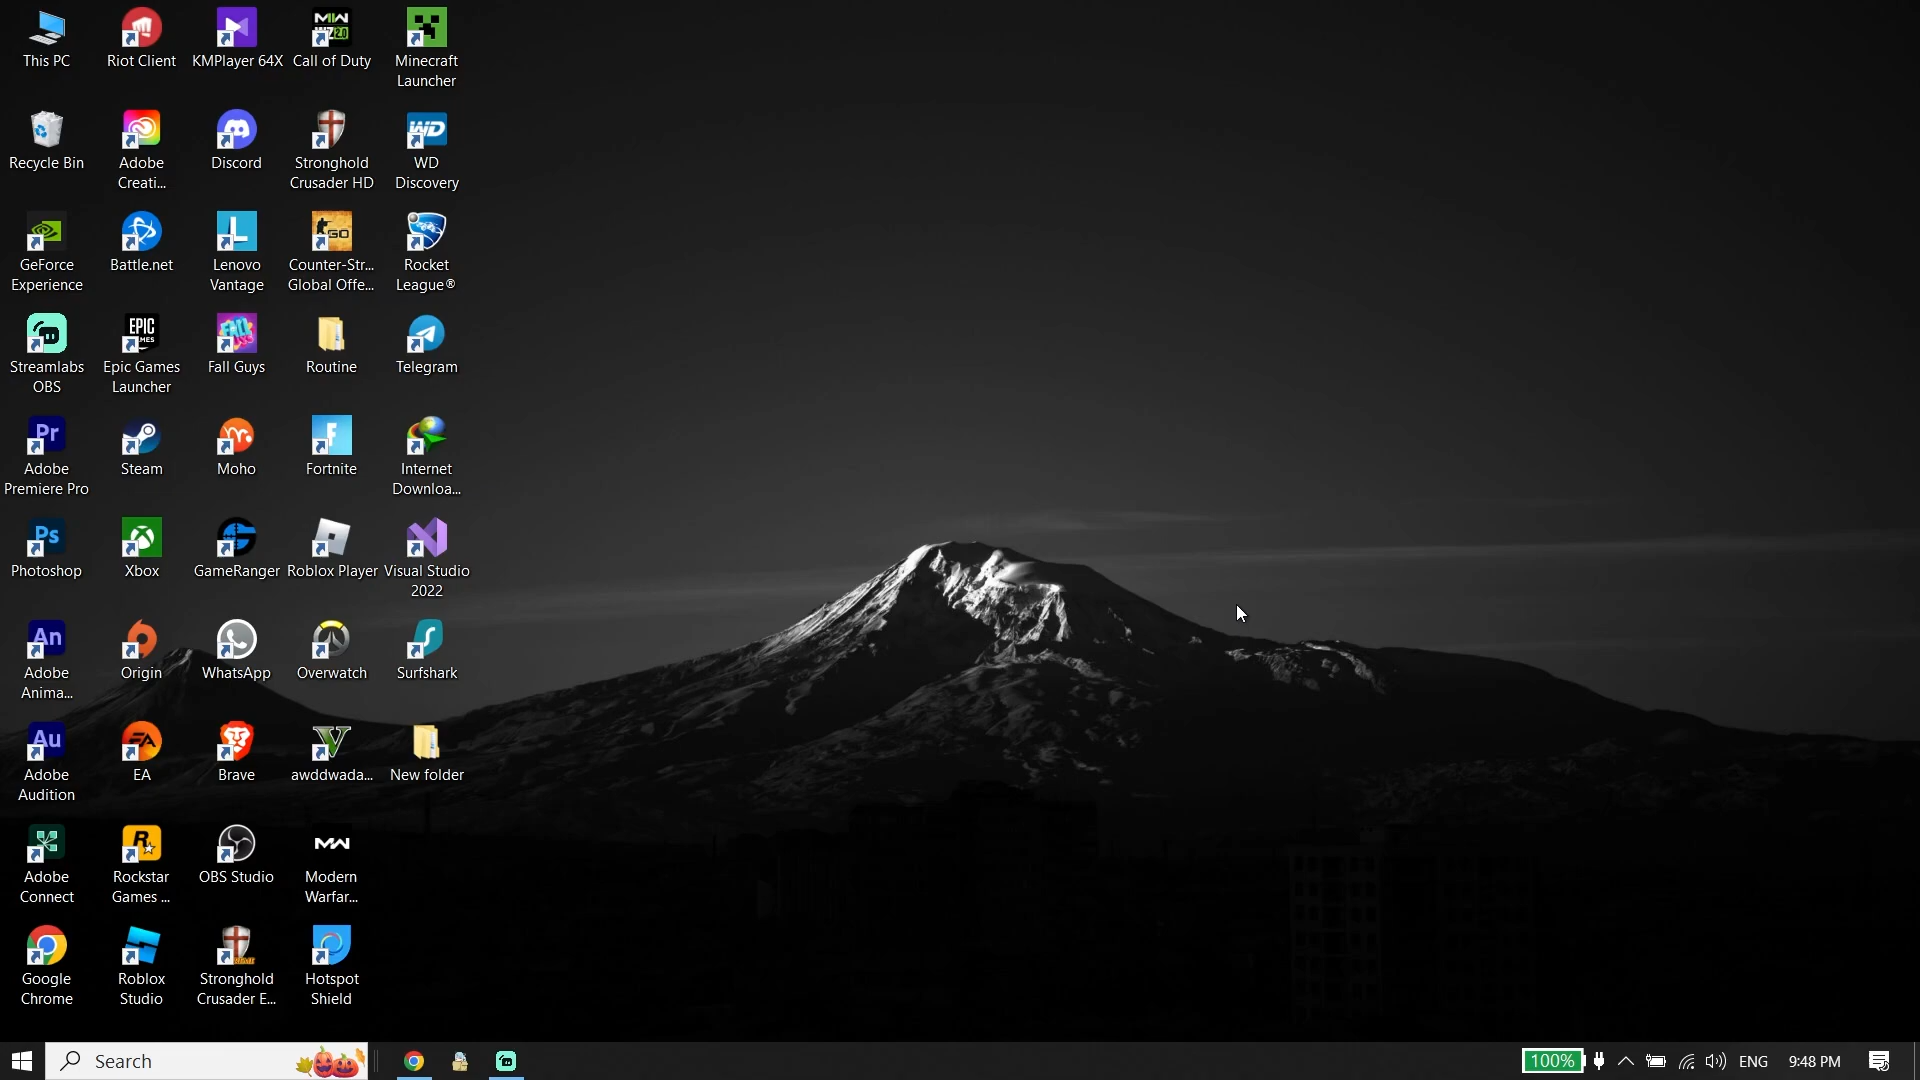 This PC
Riot Client
KMPlayer 64X
Call of Duty
Minecraft
Launcher
Recycle Bin
Adobe
Creati...
Discord
Stronghold
Crusader HD
WD
Discovery
GeForce
Experience
Battle.net
Lenovo
Vantage
Counter-Str...
Global Offe...
Rocket
League®
Streamlabs
OBS
Epic Games
Launcher
Fall Guys
Routine
Telegram
Adobe
Premiere Pro
Steam
Moho
Fortnite
Internet
Downloa...
Photoshop
Xbox
GameRanger
Roblox Player
Visual Studio
2022
Adobe
Anima...
Origin
WhatsApp
Overwatch
Surfshark
Adobe
Audition
EA
Brave
awddwada...
New folder
Adobe
Connect
Rockstar
Games ...
OBS Studio
Modern
Warfar...
Google
Chrome
Roblox
Studio
Stronghold
Crusader E...
Hotspot
Shield
Search
100%
ENG
9:48 PM